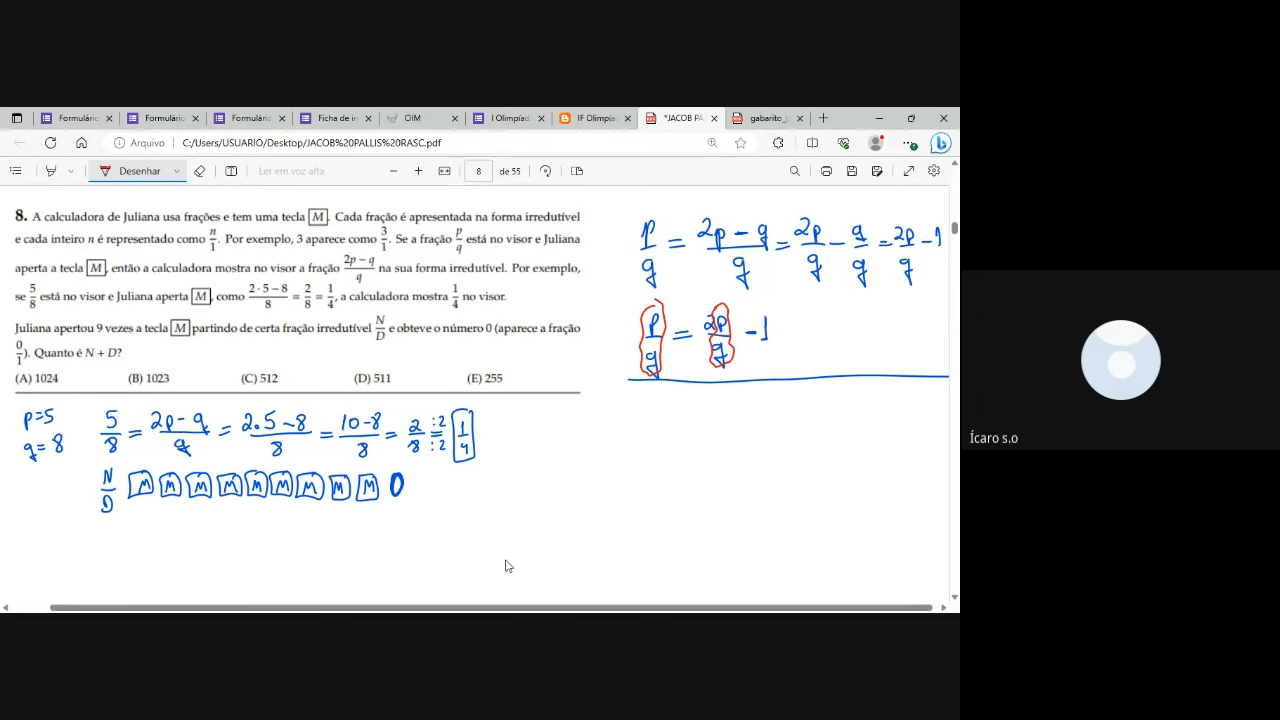 Formulário
Formulário
Formulário
Ficha de in
OIM
I Olimpíad
IF Olimpía
*JACOB PA
gabarito_j
Arquivo
C:/Users/USUARIO/Desktop/JACOB%20PALLIS%20RASC.pdf
Desenhar
Ler em voz alta
8 de 55
8. A calculadora de Juliana usa frações e tem uma tecla M. Cada fração é apresentada na forma irredutível
e cada inteiro n é representado como n/1. Por exemplo, 3 aparece como 3/1. Se a fração p/q está no visor e Juliana
aperta a tecla M, então a calculadora mostra no visor a fração (2p − q)/q na sua forma irredutível. Por exemplo,
se 5/8 está no visor e Juliana aperta M, como (2 · 5 − 8)/8 = 2/8 = 1/4, a calculadora mostra 1/4 no visor.
Juliana apertou 9 vezes a tecla M partindo de certa fração irredutível N/D e obteve o número 0 (aparece a fração
0/1). Quanto é N + D?
(A) 1024 (B) 1023 (C) 512 (D) 511 (E) 255
p=5
q=8
5/8 = (2p-q)/q = (2.5-8)/8 = (10-8)/8 = 2/8 :2/:2 = 1/4
N/D M M M M M M M M M 0
p/q = (2p-q)/q = 2p/q - q/q = 2p/q - 1
p/q = 2p/q - 1
Ícaro s.o